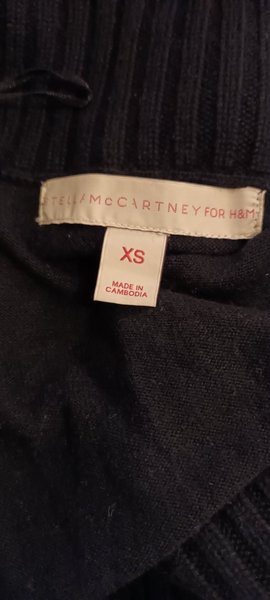 STELLA McCARTNEY FOR H&M
XS
MADE IN
CAMBODIA